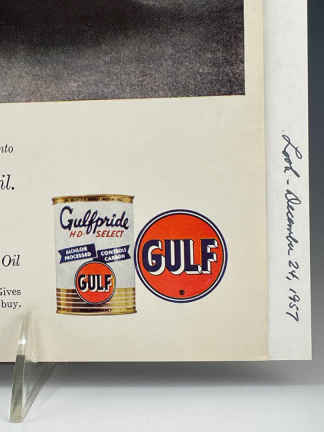 nto
il.
Oil
Gives
buy.
Gulfpride
H·D SELECT
ALCHLOR PROCESSED
CONTROLS CARBON
GULF
GULF
Look - December 24, 1957